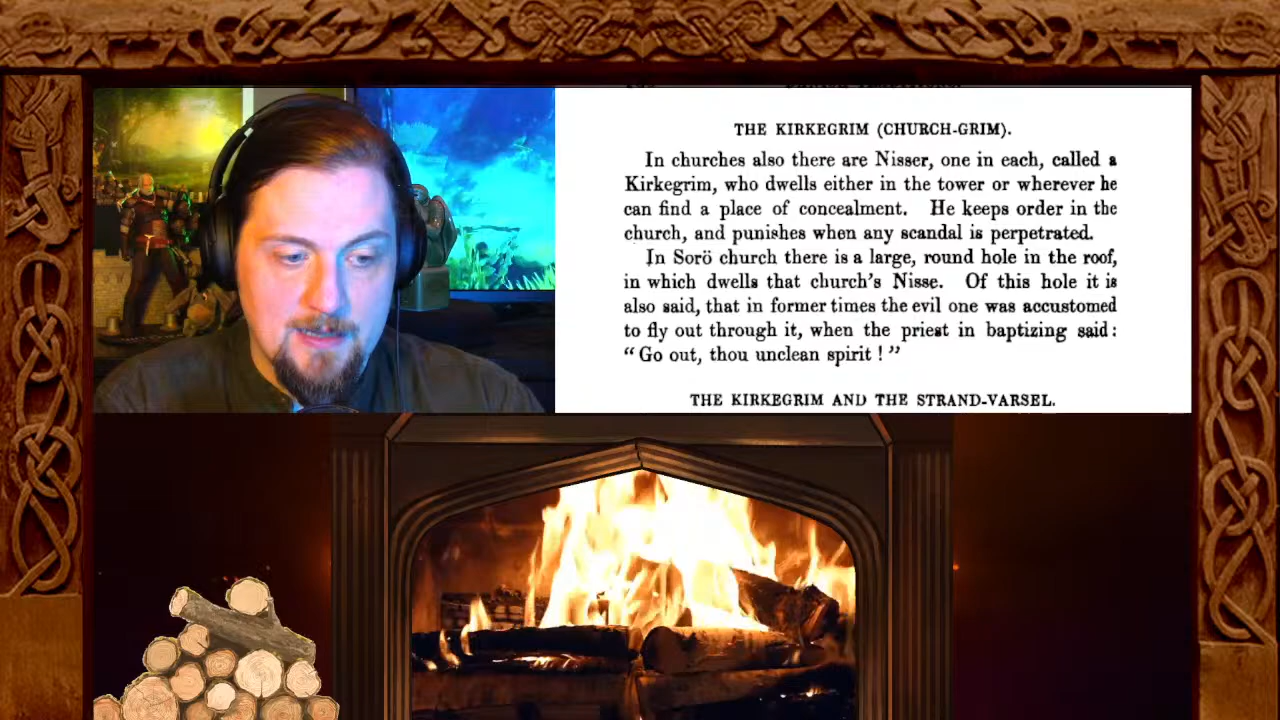 THE KIRKEGRIM (CHURCH-GRIM).
In churches also there are Nisser, one in each, called a
Kirkegrim, who dwells either in the tower or wherever he
can find a place of concealment. He keeps order in the
church, and punishes when any scandal is perpetrated.
In Sorö church there is a large, round hole in the roof,
in which dwells that church's Nisse. Of this hole it is
also said, that in former times the evil one was accustomed
to fly out through it, when the priest in baptizing said:
“Go out, thou unclean spirit!”
THE KIRKEGRIM AND THE STRAND-VARSEL.